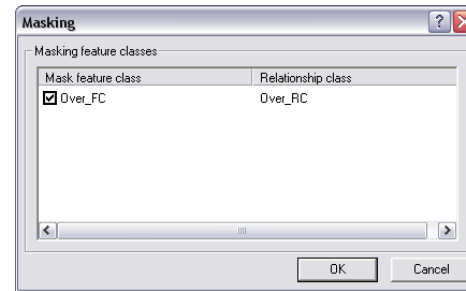 Masking
Masking feature classes
Mask feature class Relationship class
Over_FC Over_RC
OK Cancel